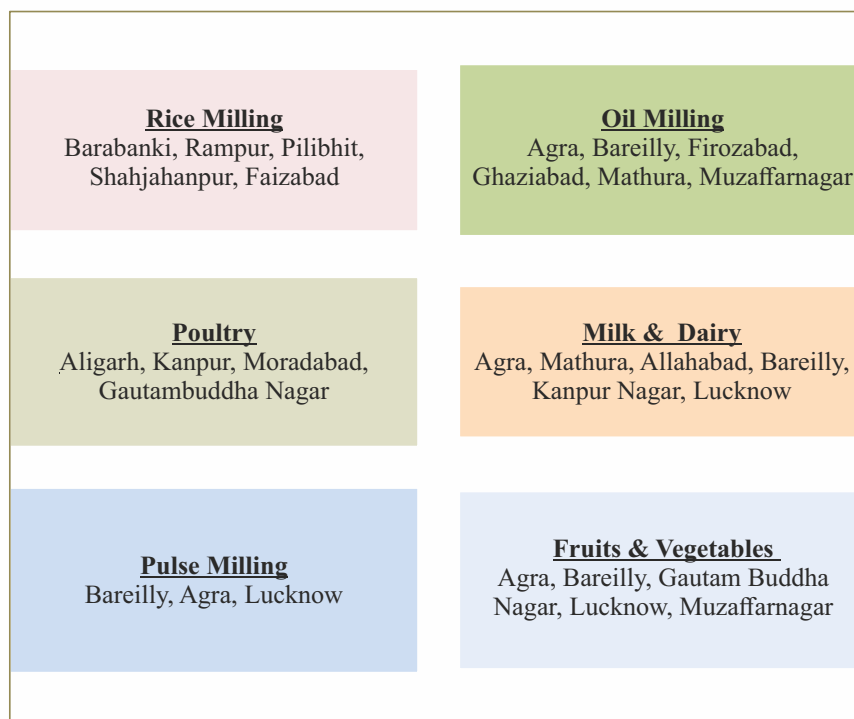 Rice Milling
Barabanki, Rampur, Pilibhit,
Shahjahanpur, Faizabad
Oil Milling
Agra, Bareilly, Firozabad,
Ghaziabad, Mathura, Muzaffarnagar
Poultry
Aligarh, Kanpur, Moradabad,
Gautambuddha Nagar
Milk & Dairy
Agra, Mathura, Allahabad, Bareilly,
Kanpur Nagar, Lucknow
Pulse Milling
Bareilly, Agra, Lucknow
Fruits & Vegetables
Agra, Bareilly, Gautam Buddha
Nagar, Lucknow, Muzaffarnagar